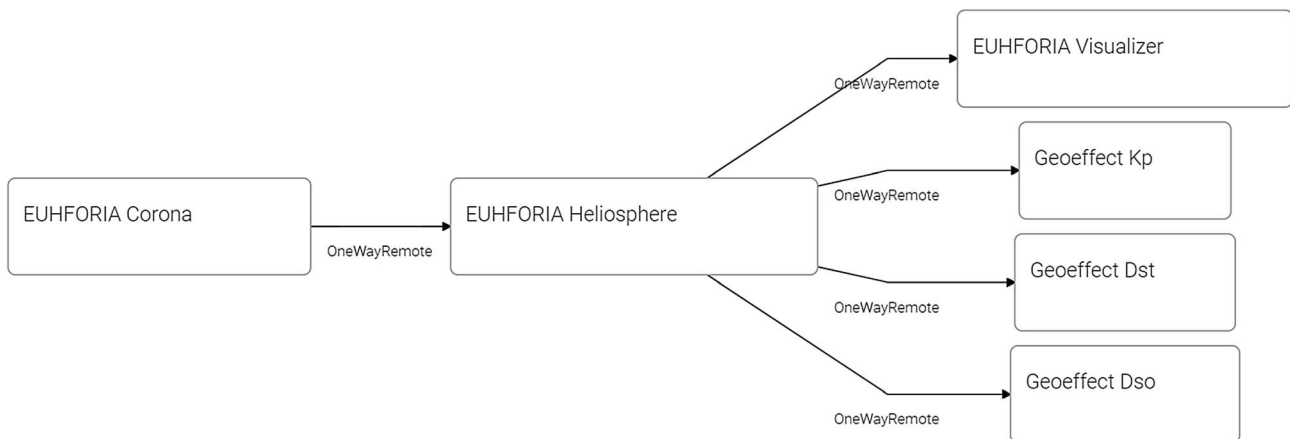 EUHFORIA Visualizer
OneWayRemote
Geoeffect Kp
OneWayRemote
EUHFORIA Corona
EUHFORIA Heliosphere
OneWayRemote
Geoeffect Dst
OneWayRemote
Geoeffect Dso
OneWayRemote